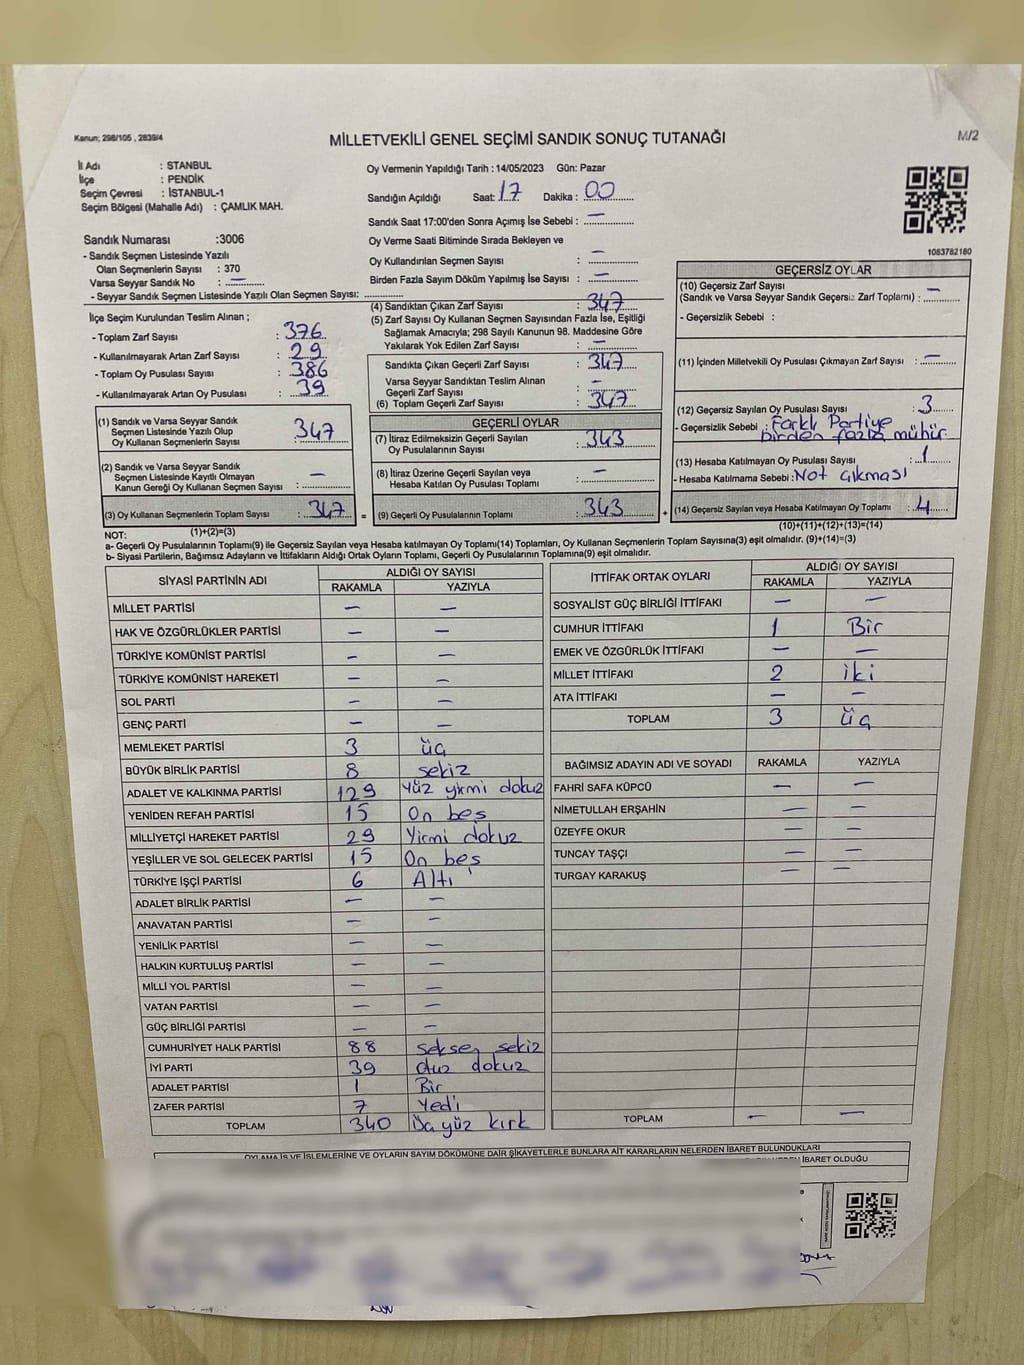 Kanun; 298/105 , 2839/4
MİLLETVEKİLİ GENEL SEÇİMİ SANDIK SONUÇ TUTANAĞI
M/2
İl Adı : STANBUL
İlçe : PENDİK
Seçim Çevresi : İSTANBUL-1
Seçim Bölgesi (Mahalle Adı) : ÇAMLIK MAH.
Oy Vermenin Yapıldığı Tarih : 14/05/2023 Gün: Pazar
Sandığın Açıldığı Saat: 17 Dakika : 00
Sandık Saat 17:00'den Sonra Açımış İse Sebebi : —
Sandık Numarası :3006
- Sandık Seçmen Listesinde Yazılı
Olan Seçmenlerin Sayısı : 370
Varsa Seyyar Sandık No : —
- Seyyar Sandık Seçmen Listesinde Yazılı Olan Seçmen Sayısı:
Oy Verme Saati Bitiminde Sırada Bekleyen ve
Oy Kullandırılan Seçmen Sayısı : —
Birden Fazla Sayım Döküm Yapılmış İse Sayısı : —
1083782180
İlçe Seçim Kurulundan Teslim Alınan ;
- Toplam Zarf Sayısı : 376
- Kullanılmayarak Artan Zarf Sayısı : 29
- Toplam Oy Pusulası Sayısı : 386
- Kullanılmayarak Artan Oy Pusulası : 39
(4) Sandıktan Çıkan Zarf Sayısı : 347
(5) Zarf Sayısı Oy Kullanan Seçmen Sayısından Fazla İse, Eşitliği
Sağlamak Amacıyla; 298 Sayılı Kanunun 98. Maddesine Göre
Yakılarak Yok Edilen Zarf Sayısı : —
Sandıkta Çıkan Geçerli Zarf Sayısı : 347
Varsa Seyyar Sandıktan Teslim Alınan
Geçerli Zarf Sayısı : —
(6) Toplam Geçerli Zarf Sayısı : 347
GEÇERSİZ OYLAR
(10) Geçersiz Zarf Sayısı —
(Sandık ve Varsa Seyyar Sandık Geçersiz Zarf Toplamı) :
- Geçersizlik Sebebi :
(11) İçinden Milletvekili Oy Pusulası Çıkmayan Zarf Sayısı : —
(12) Geçersiz Sayılan Oy Pusulası Sayısı : 3
- Geçersizlik Sebebi : Farklı Partiye
birden fazla mühür
(13) Hesaba Katılmayan Oy Pusulası Sayısı : 1
- Hesaba Katılmama Sebebi : Not çıkması
(14) Geçersiz Sayılan veya Hesaba Katılmayan Oy Toplamı : 4
(10)+(11)+(12)+(13)=(14)
(1) Sandık ve Varsa Seyyar Sandık
Seçmen Listesinde Yazılı Olup
Oy Kullanan Seçmenlerin Sayısı : 347
(2) Sandık ve Varsa Seyyar Sandık
Seçmen Listesinde Kayıtlı Olmayan
Kanun Gereği Oy Kullanan Seçmen Sayısı : —
(3) Oy Kullanan Seçmenlerin Toplam Sayısı : 347 =
(1)+(2)=(3)
GEÇERLİ OYLAR
(7) İtiraz Edilmeksizin Geçerli Sayılan
Oy Pusulalarının Sayısı : 343
(8) İtiraz Üzerine Geçerli Sayılan veya
Hesaba Katılan Oy Pusulası Toplamı : —
(9) Geçerli Oy Pusulalarının Toplamı : 343 +
NOT:
a- Geçerli Oy Pusulalarının Toplamı(9) ile Geçersiz Sayılan veya Hesaba Katılmayan Oy Toplamı(14) Toplamları, Oy Kullanan Seçmenlerin Toplam Sayısına(3) eşit olmalıdır. (9)+(14)=(3)
b- Siyasi Partilerin, Bağımsız Adayların ve İttifakların Aldığı Ortak Oyların Toplamı, Geçerli Oy Pusulalarının Toplamına(9) eşit olmalıdır.
SİYASİ PARTİNİN ADI ALDIĞI OY SAYISI
RAKAMLA YAZIYLA
MİLLET PARTİSİ — —
HAK VE ÖZGÜRLÜKLER PARTİSİ — —
TÜRKİYE KOMÜNİST PARTİSİ — —
TÜRKİYE KOMÜNİST HAREKETİ — —
SOL PARTİ — —
GENÇ PARTİ — —
MEMLEKET PARTİSİ 3 üç
BÜYÜK BİRLİK PARTİSİ 8 sekiz
ADALET VE KALKINMA PARTİSİ 129 Yüz yirmi dokuz
YENİDEN REFAH PARTİSİ 15 On beş
MİLLİYETÇİ HAREKET PARTİSİ 29 Yirmi dokuz
YEŞİLLER VE SOL GELECEK PARTİSİ 15 On beş
TÜRKİYE İŞÇİ PARTİSİ 6 Altı
ADALET BİRLİK PARTİSİ — —
ANAVATAN PARTİSİ — —
YENİLİK PARTİSİ — —
HALKIN KURTULUŞ PARTİSİ — —
MİLLİ YOL PARTİSİ — —
VATAN PARTİSİ — —
GÜÇ BİRLİĞİ PARTİSİ — —
CUMHURİYET HALK PARTİSİ 88 Seksen sekiz
İYİ PARTİ 39 otuz dokuz
ADALET PARTİSİ 1 Bir
ZAFER PARTİSİ 7 Yedi
TOPLAM 340 Üç yüz kırk
İTTİFAK ORTAK OYLARI ALDIĞI OY SAYISI
RAKAMLA YAZIYLA
SOSYALİST GÜÇ BİRLİĞİ İTTİFAKI — —
CUMHUR İTTİFAKI 1 Bir
EMEK VE ÖZGÜRLÜK İTTİFAKI — —
MİLLET İTTİFAKI 2 iki
ATA İTTİFAKI — —
TOPLAM 3 üç
BAĞIMSIZ ADAYIN ADI VE SOYADI RAKAMLA YAZIYLA
FAHRİ SAFA KÜPCÜ — —
NİMETULLAH ERŞAHİN — —
ÜZEYFE OKUR — —
TUNCAY TAŞÇI — —
TURGAY KARAKUŞ — —
TOPLAM — —
OYLAMA İŞ VE İŞLEMLERİNE VE OYLARIN SAYIM DÖKÜMÜNE DAİR ŞİKAYETLERLE BUNLARA AİT KARARLARIN NELERDEN İBARET BULUNDUKLARI
İBARET OLDUĞU